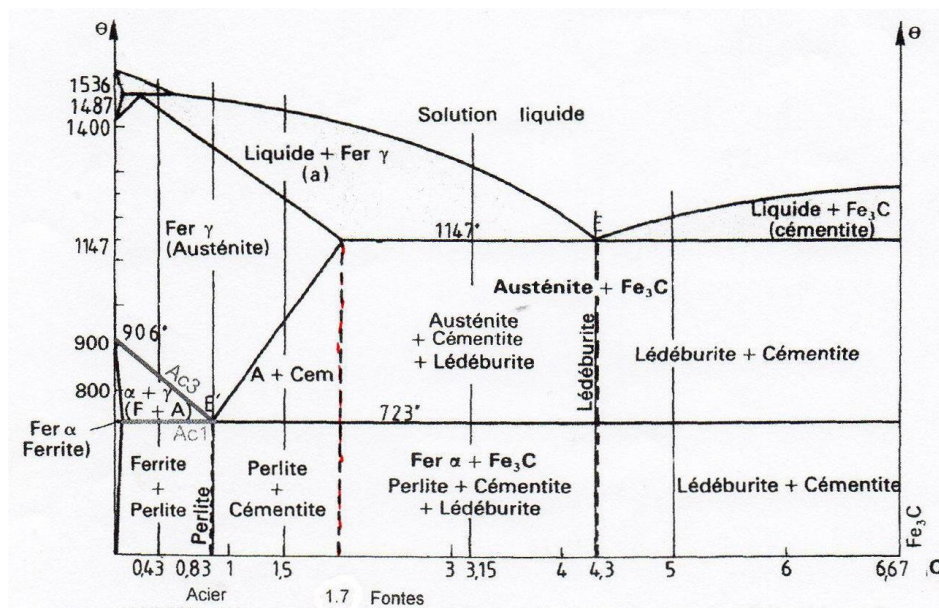 θ
θ
1536
1487
1400
Solution liquide
Liquide + Fer γ
(a)
Fer γ
(Austénite)
1147°
E
Liquide + Fe₃C
(cémentite)
1147
Austénite + Fe₃C
Austénite
+ Cémentite
+ Lédéburite
Lédéburite
Lédéburite + Cémentite
906°
900
Ac3
A + Cem
800
α + γ
(F + A)
E'
723°
Ac1
Fer α
Ferrite)
Ferrite
+
Perlite
Perlite
Perlite
+
Cémentite
Fer α + Fe₃C
Perlite + Cémentite
+ Lédéburite
Lédéburite + Cémentite
Fe₃C
0,43 0,83 1 1,5 3 3,15 4 4,3 5 6 6,67 C
Acier 1.7 Fontes